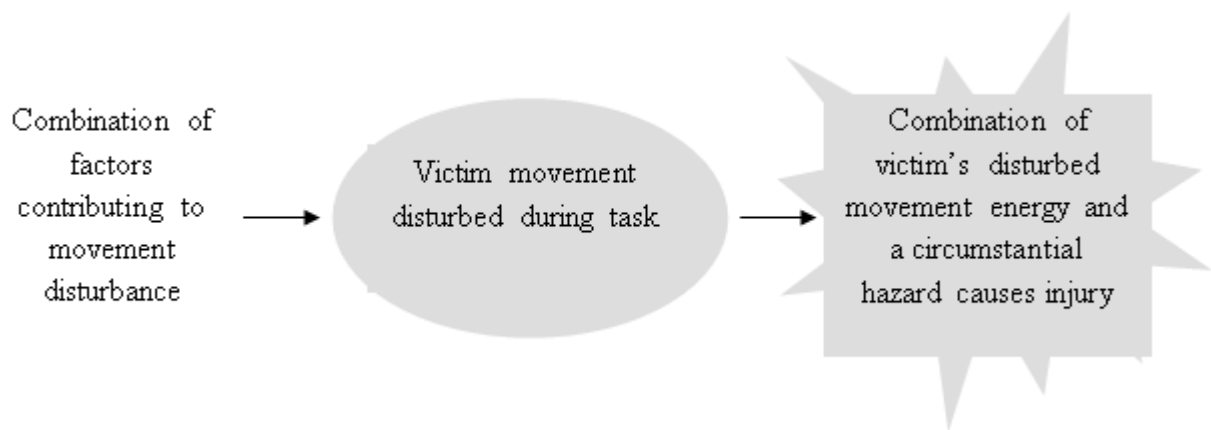 Combination of
factors
contributing to
movement
disturbance
Victim movement
disturbed during task
Combination of
victim's disturbed
movement energy and
a circumstantial
hazard causes injury